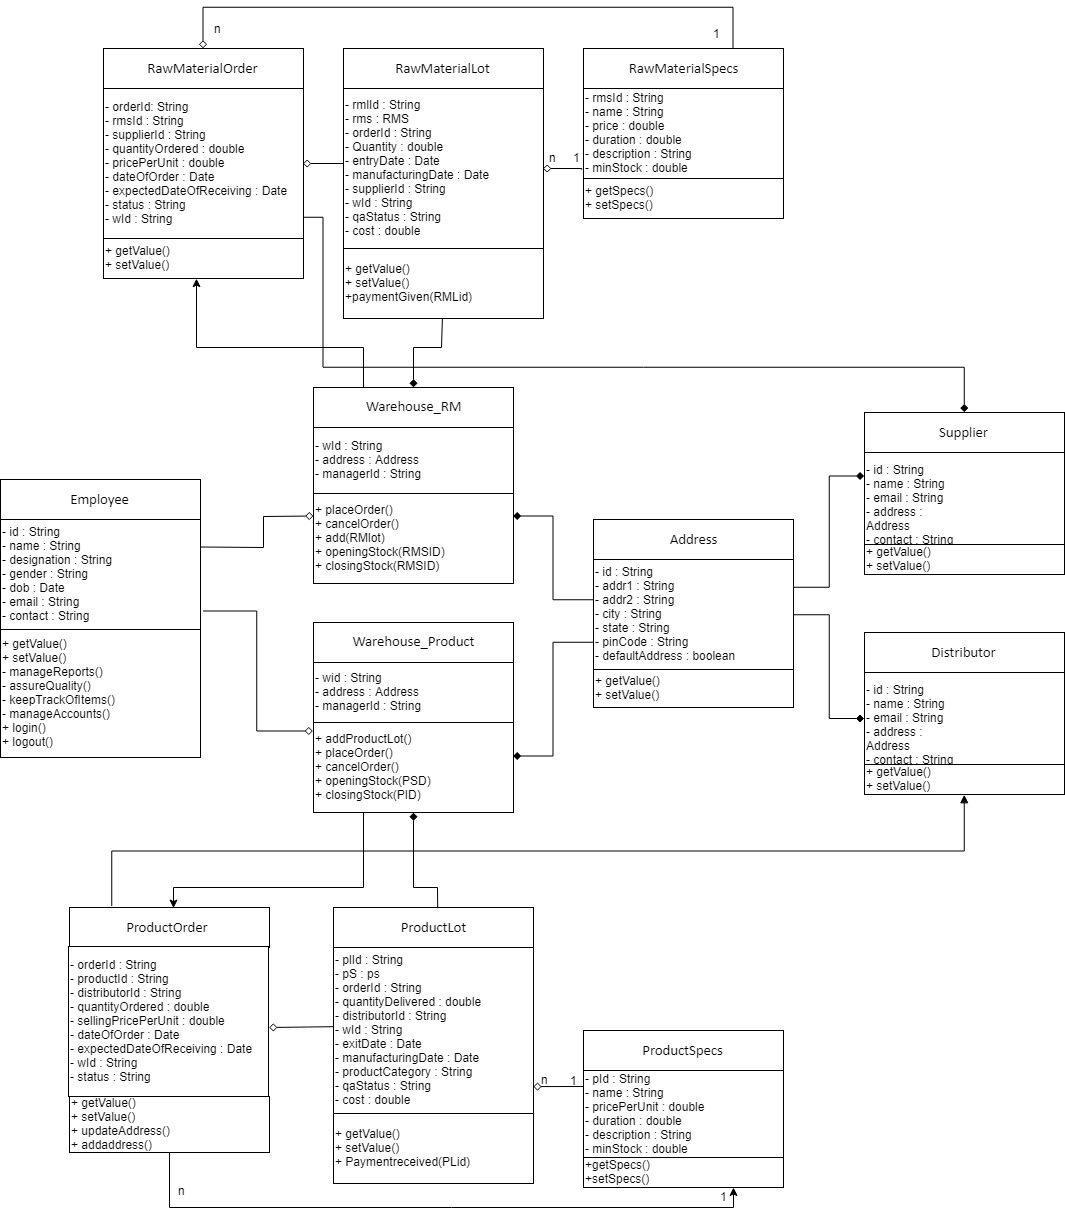 n
1
RawMaterialOrder
- orderId: String
- rmsId : String
- supplierId : String
- quantityOrdered : double
- pricePerUnit : double
- dateOfOrder : Date
- expectedDateOfReceiving : Date
- status : String
- wId : String
+ getValue()
+ setValue()
RawMaterialLot
- rmlId : String
- rms : RMS
- orderId : String
- Quantity : double
- entryDate : Date
- manufacturingDate : Date
- supplierId : String
- wId : String
- qaStatus : String
- cost : double
+ getValue()
+ setValue()
+paymentGiven(RMLid)
n
1
RawMaterialSpecs
- rmsId : String
- name : String
- price : double
- duration : double
- description : String
- minStock : double
+ getSpecs()
+ setSpecs()
Warehouse_RM
- wId : String
- address : Address
- managerId : String
+ placeOrder()
+ cancelOrder()
+ add(RMlot)
+ openingStock(RMSID)
+ closingStock(RMSID)
Supplier
- id : String
- name : String
- email : String
- address :
Address
- contact : String
+ getValue()
+ setValue()
Employee
- id : String
- name : String
- designation : String
- gender : String
- dob : Date
- email : String
- contact : String
+ getValue()
+ setValue()
- manageReports()
- assureQuality()
- keepTrackOfItems()
- manageAccounts()
+ login()
+ logout()
Address
- id : String
- addr1 : String
- addr2 : String
- city : String
- state : String
- pinCode : String
- defaultAddress : boolean
+ getValue()
+ setValue()
Warehouse_Product
- wid : String
- address : Address
- managerId : String
+ addProductLot()
+ placeOrder()
+ cancelOrder()
+ openingStock(PSD)
+ closingStock(PID)
Distributor
- id : String
- name : String
- email : String
- address :
Address
- contact : String
+ getValue()
+ setValue()
ProductOrder
- orderId : String
- productId : String
- distributorId : String
- quantityOrdered : double
- sellingPricePerUnit : double
- dateOfOrder : Date
- expectedDateOfReceiving : Date
- wId : String
- status : String
+ getValue()
+ setValue()
+ updateAddress()
+ addaddress()
ProductLot
- plId : String
- pS : ps
- orderId : String
- quantityDelivered : double
- distributorId : String
- wId : String
- exitDate : Date
- manufacturingDate : Date
- productCategory : String
- qaStatus : String
- cost : double
+ getValue()
+ setValue()
+ Paymentreceived(PLid)
n
1
ProductSpecs
- pId : String
- name : String
- pricePerUnit : double
- duration : double
- description : String
- minStock : double
+getSpecs()
+setSpecs()
n
1